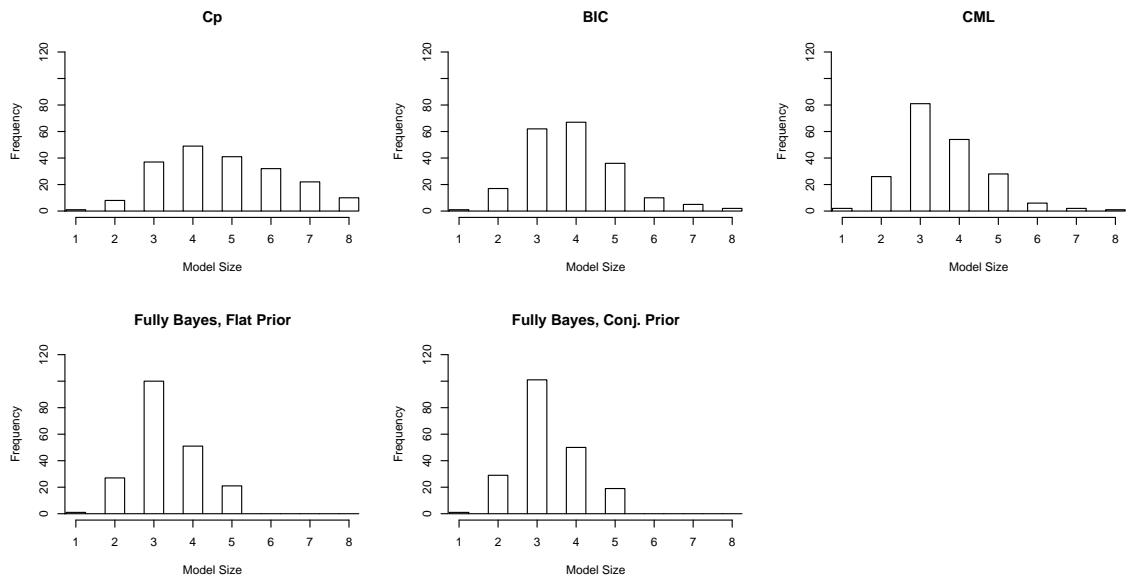 Cp
Frequency
0 20 40 60 80 120
1 2 3 4 5 6 7 8
Model Size
BIC
Frequency
0 20 40 60 80 120
1 2 3 4 5 6 7 8
Model Size
CML
Frequency
0 20 40 60 80 120
1 2 3 4 5 6 7 8
Model Size
Fully Bayes, Flat Prior
Frequency
0 20 40 60 80 120
1 2 3 4 5 6 7 8
Model Size
Fully Bayes, Conj. Prior
Frequency
0 20 40 60 80 120
1 2 3 4 5 6 7 8
Model Size